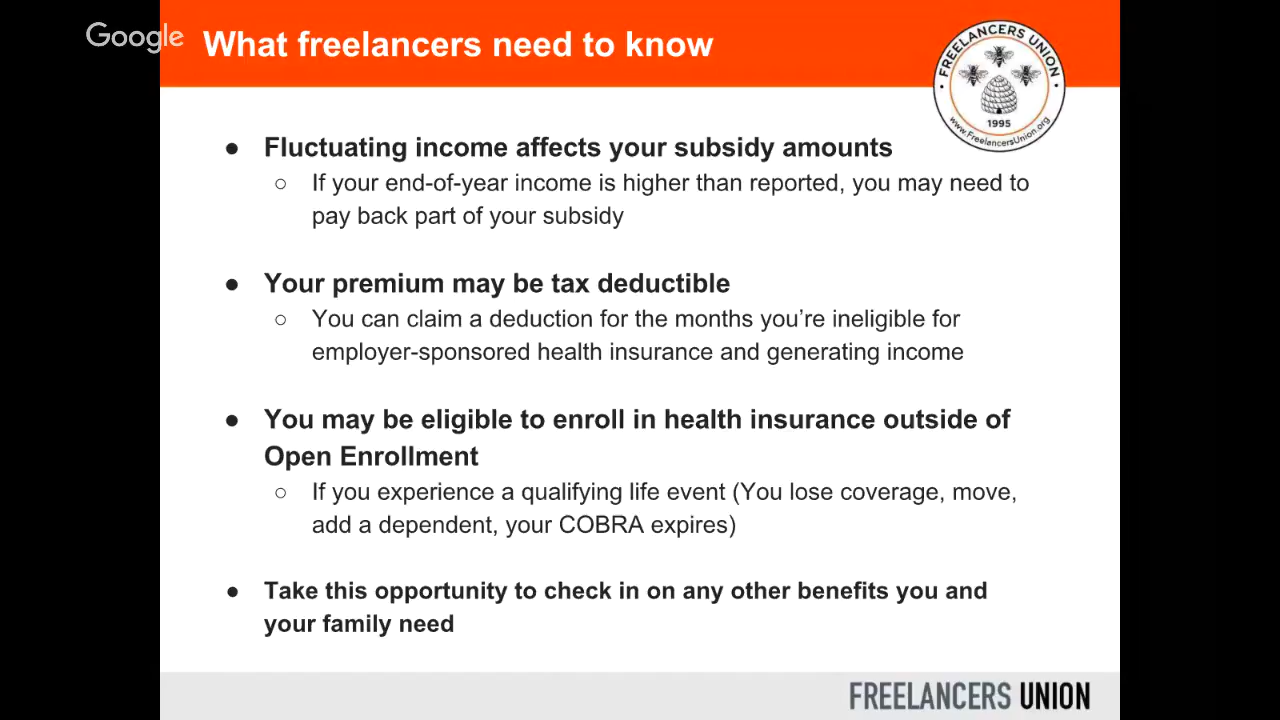 Google
What freelancers need to know
FREELANCERS UNION
1995
www.FreelancersUnion.org
● Fluctuating income affects your subsidy amounts
○ If your end-of-year income is higher than reported, you may need to
pay back part of your subsidy
● Your premium may be tax deductible
○ You can claim a deduction for the months you’re ineligible for
employer-sponsored health insurance and generating income
● You may be eligible to enroll in health insurance outside of
Open Enrollment
○ If you experience a qualifying life event (You lose coverage, move,
add a dependent, your COBRA expires)
● Take this opportunity to check in on any other benefits you and
your family need
FREELANCERS UNION